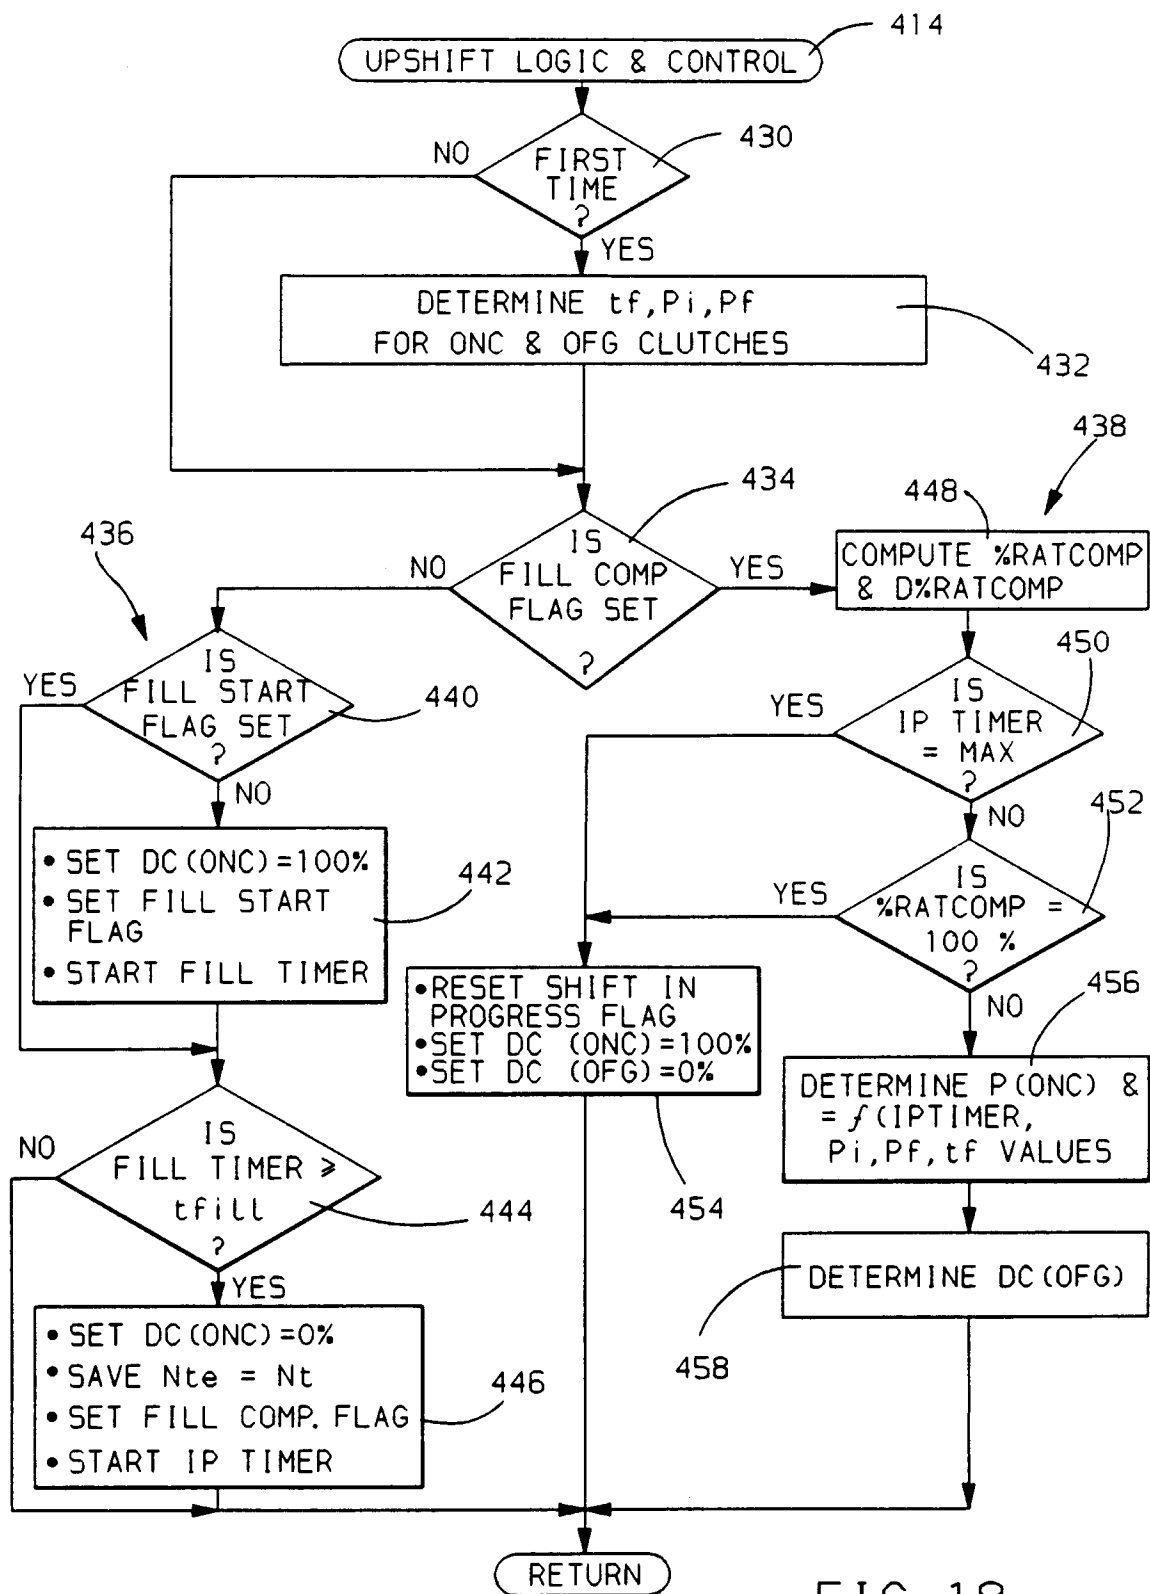 414
UPSHIFT LOGIC & CONTROL
430
NO
FIRST
TIME
?
YES
DETERMINE tf,Pi,Pf
FOR ONC & OFG CLUTCHES
432
438
434
448
436
IS
FILL COMP
FLAG SET
?
NO
YES
COMPUTE %RATCOMP
& D%RATCOMP
450
IS
FILL START
FLAG SET
?
YES
440
NO
IS
IP TIMER
= MAX
?
YES
NO
452
• SET DC(ONC)=100%
• SET FILL START
FLAG
• START FILL TIMER
442
IS
%RATCOMP =
100 %
?
YES
NO
456
•RESET SHIFT IN
PROGRESS FLAG
•SET DC (ONC)=100%
•SET DC (OFG)=0%
454
DETERMINE P(ONC) &
= f(IPTIMER,
Pi,Pf,tf VALUES
IS
FILL TIMER ⩾
tfill
?
NO
444
YES
DETERMINE DC(OFG)
458
• SET DC(ONC)=0%
• SAVE Nte = Nt
• SET FILL COMP. FLAG
• START IP TIMER
446
RETURN